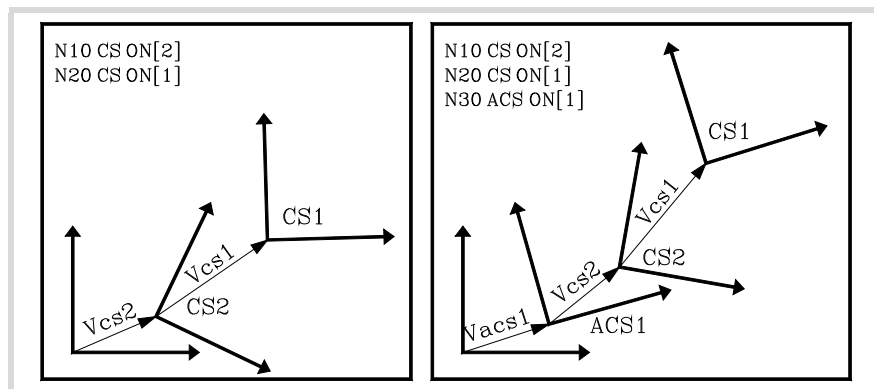 N10 CS ON[2]
N20 CS ON[1]
CS1
Vcs1
CS2
Vcs2
N10 CS ON[2]
N20 CS ON[1]
N30 ACS ON[1]
CS1
Vcs1
CS2
Vcs2
Vacs1
ACS1